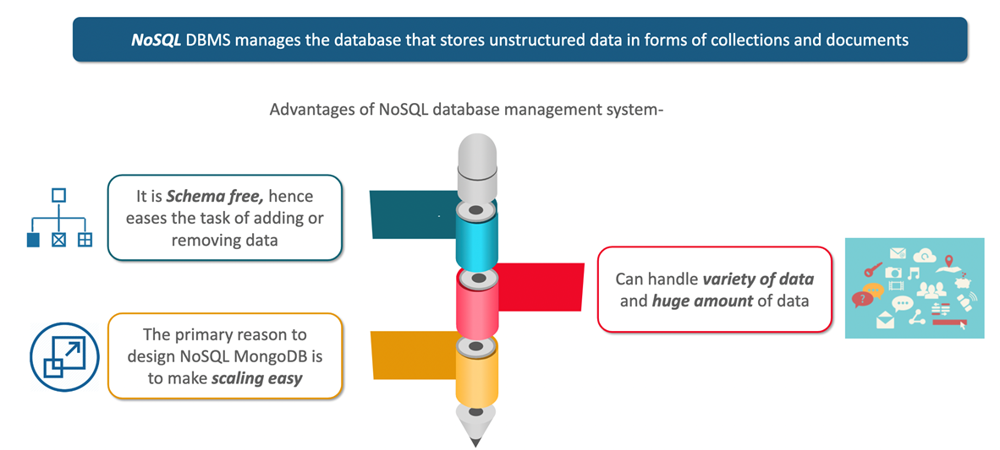 NoSQL DBMS manages the database that stores unstructured data in forms of collections and documents
Advantages of NoSQL database management system-
It is Schema free, hence
eases the task of adding or
removing data
Can handle variety of data
and huge amount of data
The primary reason to
design NoSQL MongoDB is
to make scaling easy
?